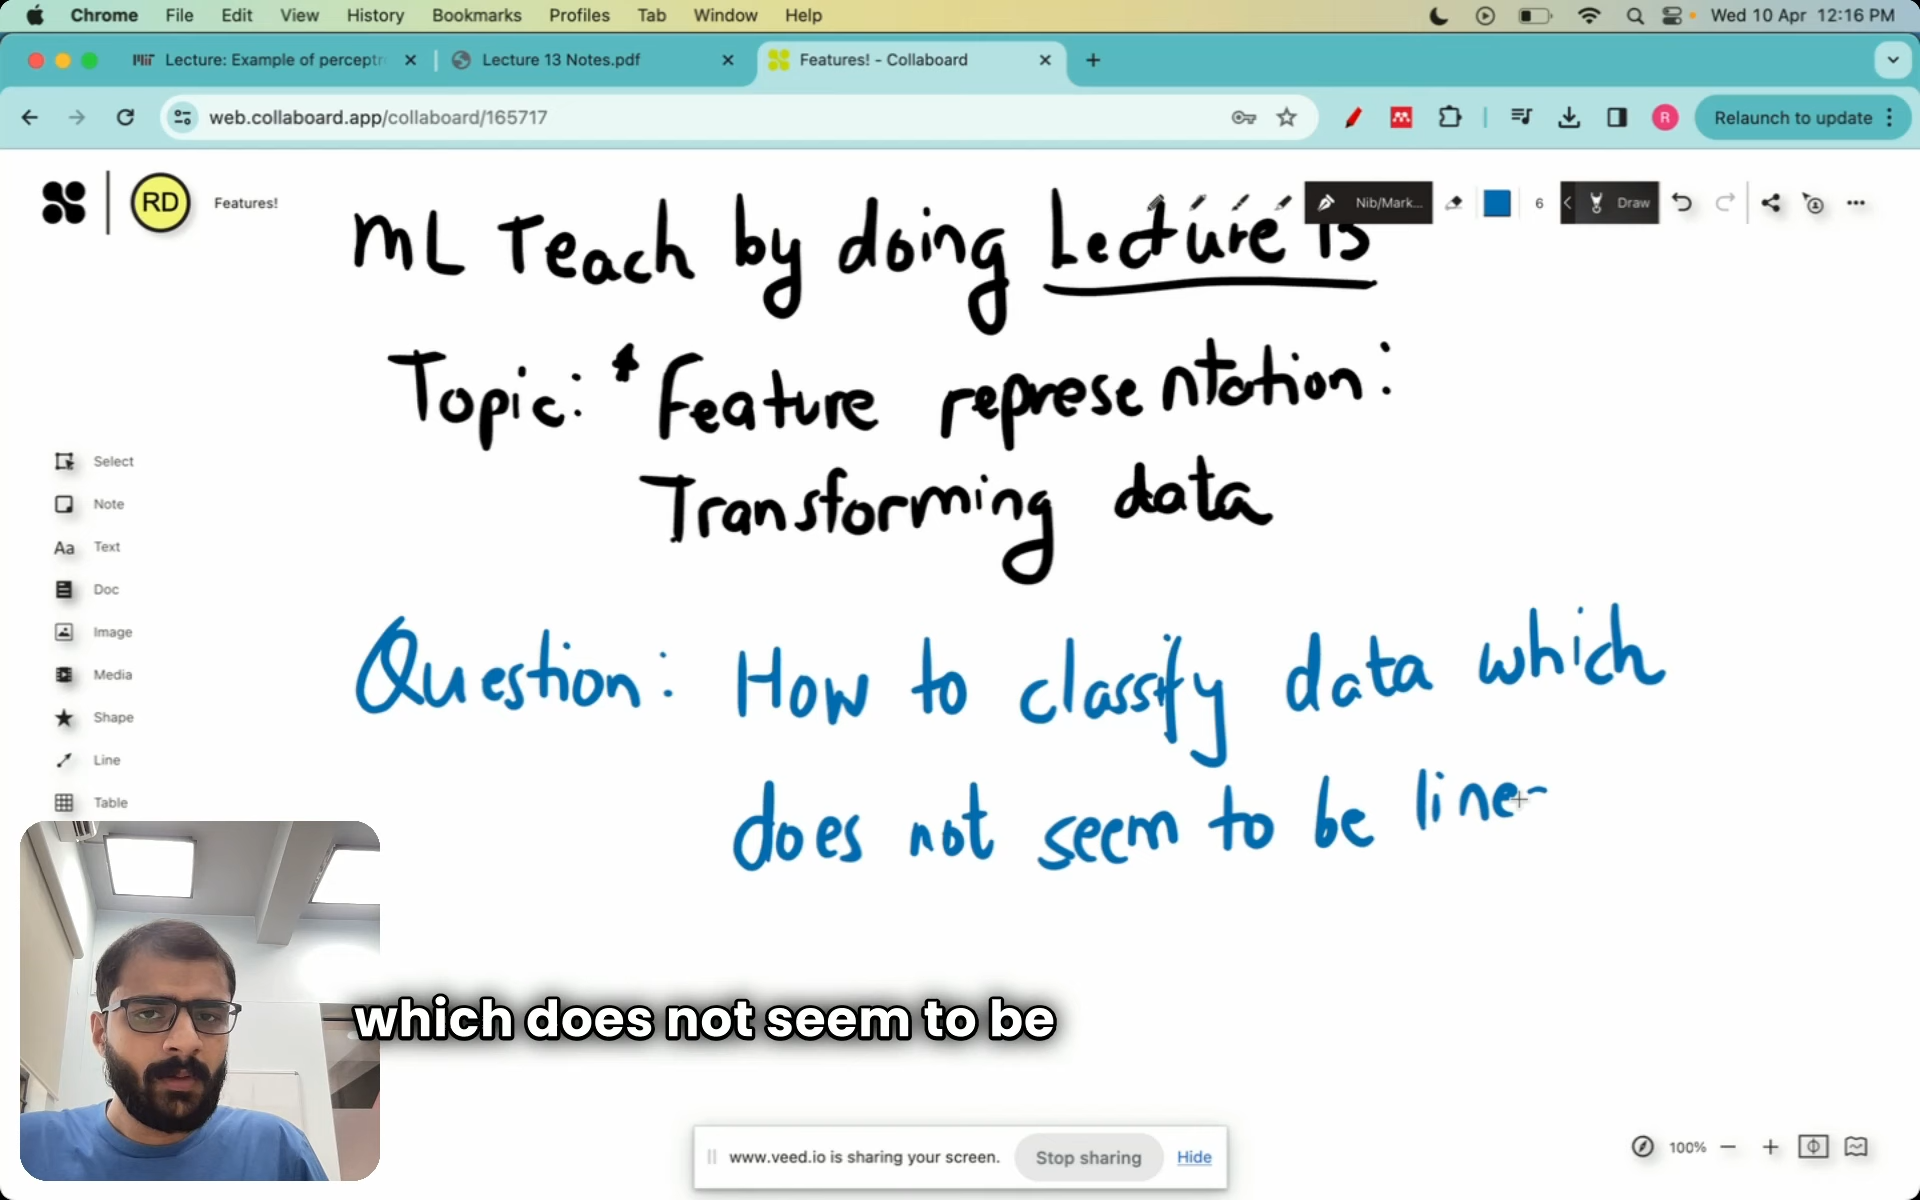 Chrome File Edit View History Bookmarks Profiles Tab Window Help Wed 10 Apr 12:16 PM
MIT Lecture: Example of perceptr Lecture 13 Notes.pdf Features! - Collaboard
web.collaboard.app/collaboard/165717 R Relaunch to update
RD Features! Nib/Mark... 6 Draw
ML Teach by doing Lecture 13
Topic: * Feature representation:
Transforming data
Select
Note
Text
Doc
Image
Media
Shape
Line
Table
Question: How to classify data which
does not seem to be line
which does not seem to be
www.veed.io is sharing your screen. Stop sharing Hide
100%